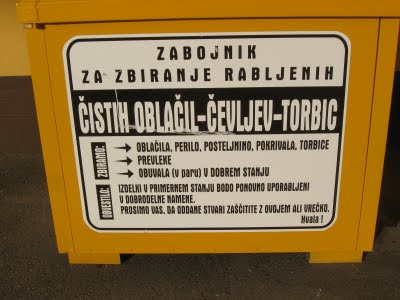 ZABOJNIK
ZA ZBIRANJE RABLJENIH
ČISTIH OBLAČIL-ČEVLJEV-TORBIC
ZBIRAMO:
→ OBLAČILA, PERILO, POSTELJNINO, POKRIVALA, TORBICE
→ PREVLEKE
→ OBUVALA (v paru) V DOBREM STANJU
OBVESTILO:
IZDELKI V PRIMERNEM STANJU BODO PONOVNO UPORABLJENI
V DOBRODELNE NAMENE.
PROSIMO VAS, DA ODDANE STVARI ZAŠČITITE Z OVOJEM ALI VREČKO.
Hvala !